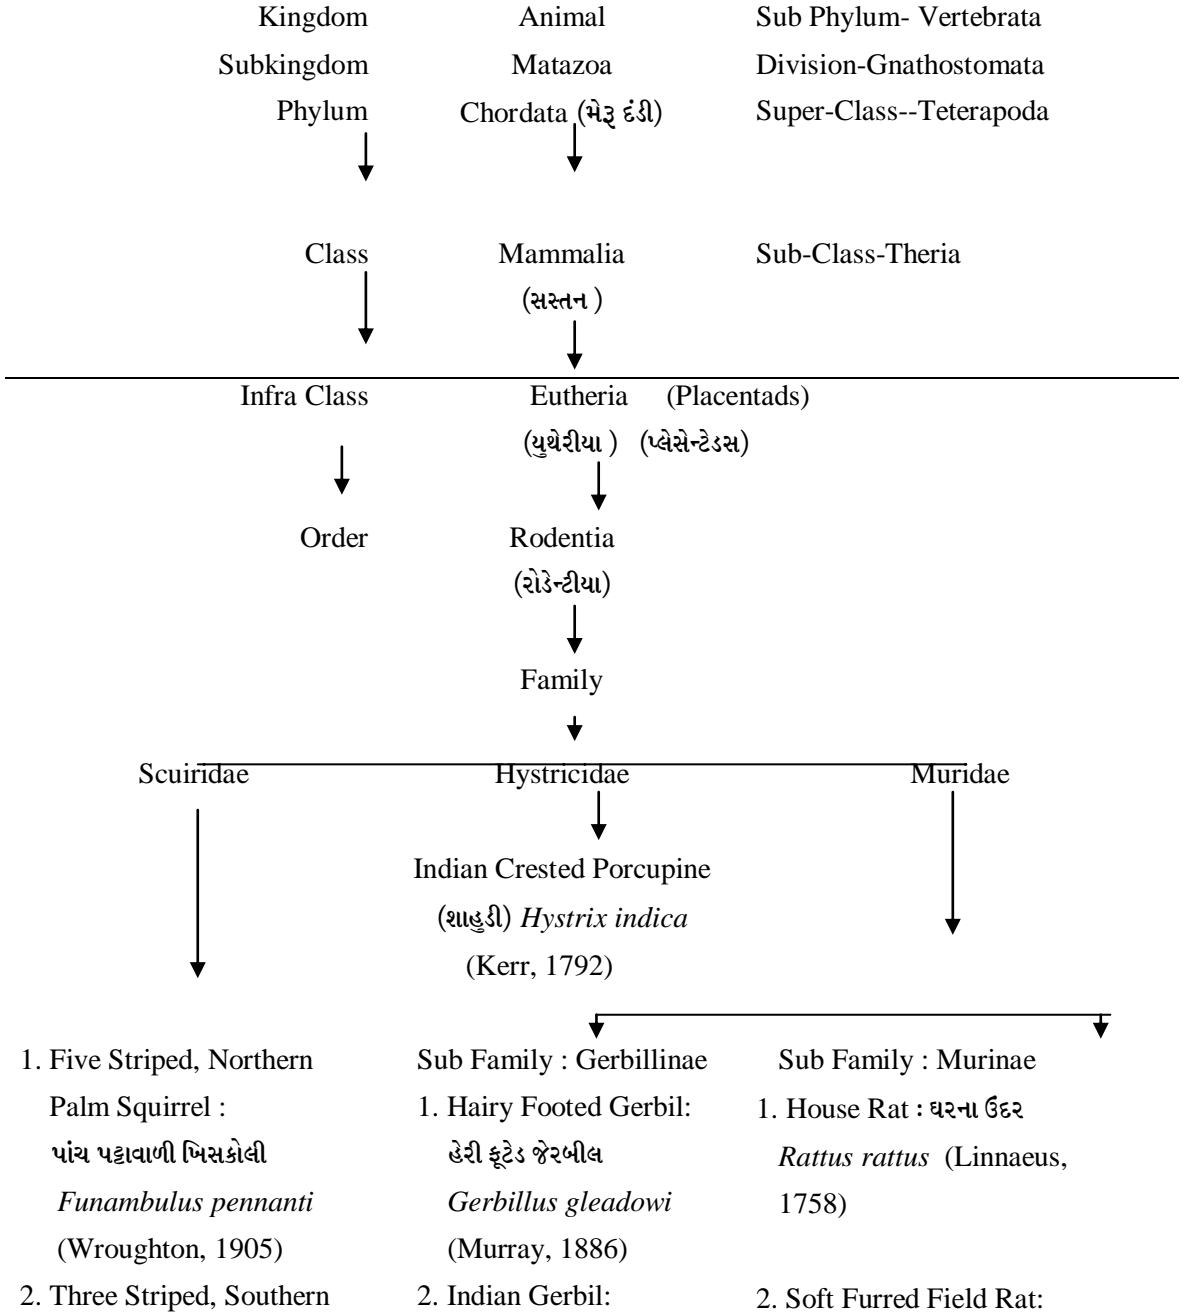 Kingdom Animal Sub Phylum- Vertebrata
Subkingdom Matazoa Division-Gnathostomata
Phylum Chordata (મેરૂ દંડી) Super-Class--Teterapoda
Class Mammalia Sub-Class-Theria
(સસ્તન )
Infra Class Eutheria (Placentads)
(યુથેરીયા ) (પ્લેસેન્ટેડસ)
Order Rodentia
(રોડેન્ટીયા)
Family
Scuiridae Hystricidae Muridae
Indian Crested Porcupine
(શાહુડી) Hystrix indica
(Kerr, 1792)
1. Five Striped, Northern Sub Family : Gerbillinae Sub Family : Murinae
Palm Squirrel : 1. Hairy Footed Gerbil: 1. House Rat : ઘરના ઉંદર
પાંચ પટ્ટાવાળી ખિસકોલી હેરી ફૂટેડ જેરબીલ Rattus rattus (Linnaeus,
Funambulus pennanti Gerbillus gleadowi 1758)
(Wroughton, 1905) (Murray, 1886)
2. Three Striped, Southern 2. Indian Gerbil: 2. Soft Furred Field Rat: